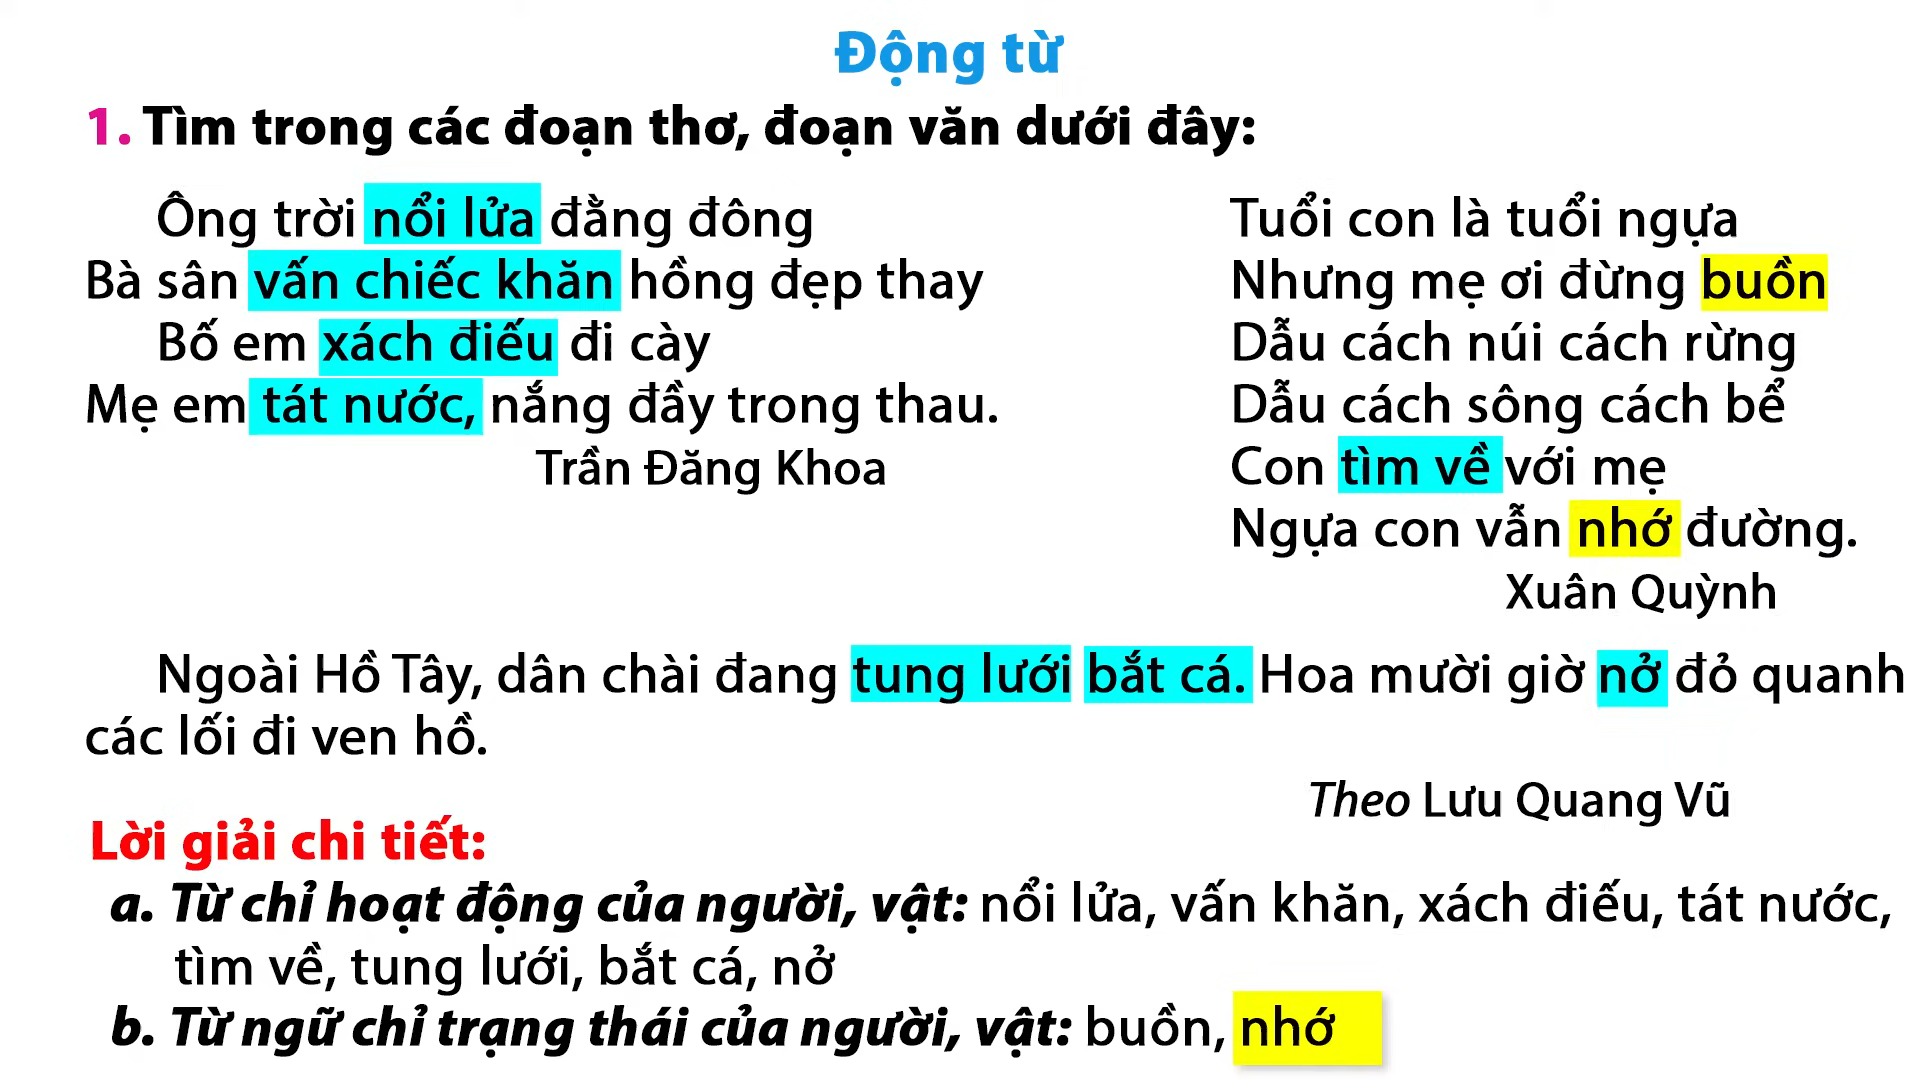 Động từ
1. Tìm trong các đoạn thơ, đoạn văn dưới đây:
Ông trời nổi lửa đằng đông
Bà sân vấn chiếc khăn hồng đẹp thay
Bố em xách điếu đi cày
Mẹ em tát nước, nắng đầy trong thau.
Trần Đăng Khoa
Tuổi con là tuổi ngựa
Nhưng mẹ ơi đừng buồn
Dẫu cách núi cách rừng
Dẫu cách sông cách bể
Con tìm về với mẹ
Ngựa con vẫn nhớ đường.
Xuân Quỳnh
Ngoài Hồ Tây, dân chài đang tung lưới bắt cá. Hoa mười giờ nở đỏ quanh
các lối đi ven hồ.
Theo Lưu Quang Vũ
Lời giải chi tiết:
a. Từ chỉ hoạt động của người, vật: nổi lửa, vấn khăn, xách điếu, tát nước,
tìm về, tung lưới, bắt cá, nở
b. Từ ngữ chỉ trạng thái của người, vật: buồn, nhớ